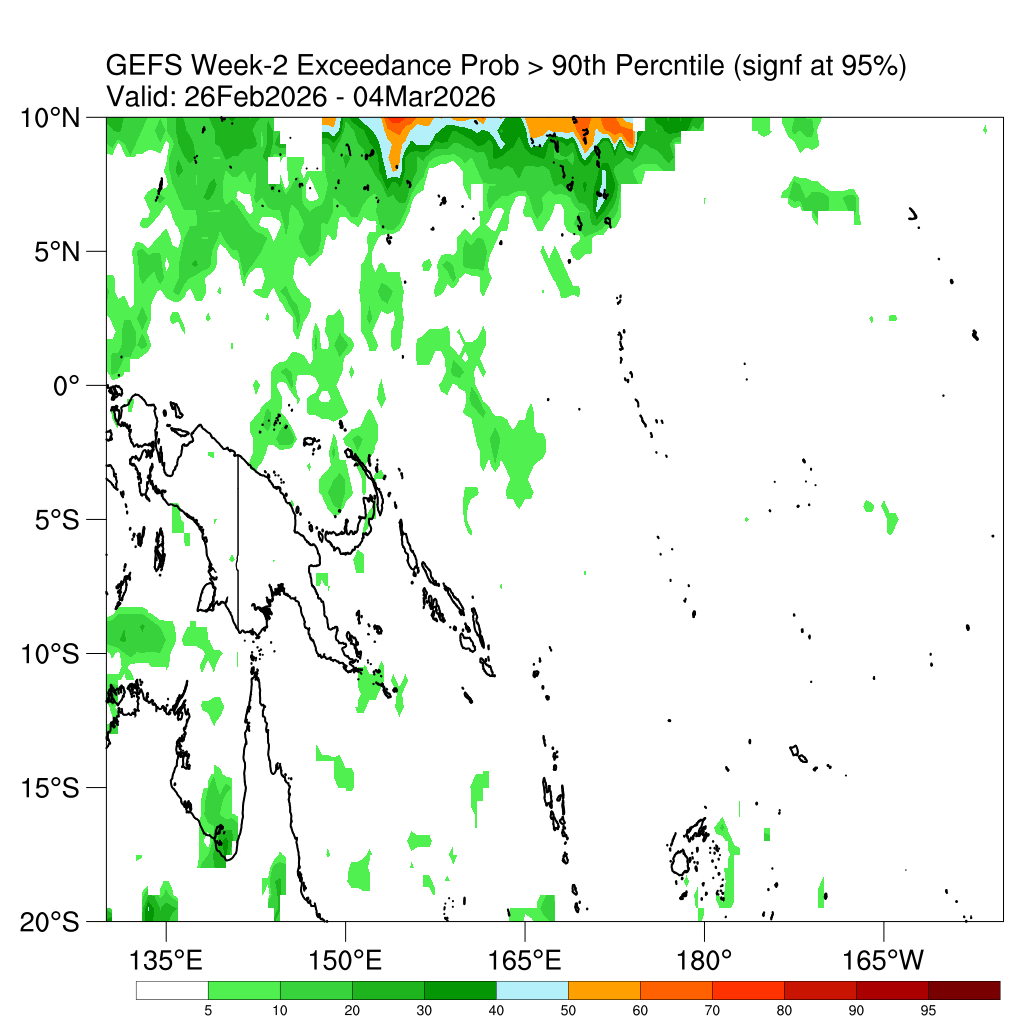 GEFS Week-2 Exceedance Prob > 90th Percntile (signf at 95%)
Valid: 26Feb2026 - 04Mar2026
10°N
5°N
0°
5°S
10°S
15°S
20°S
135°E 150°E 165°E 180° 165°W
5 10 20 30 40 50 60 70 80 90 95